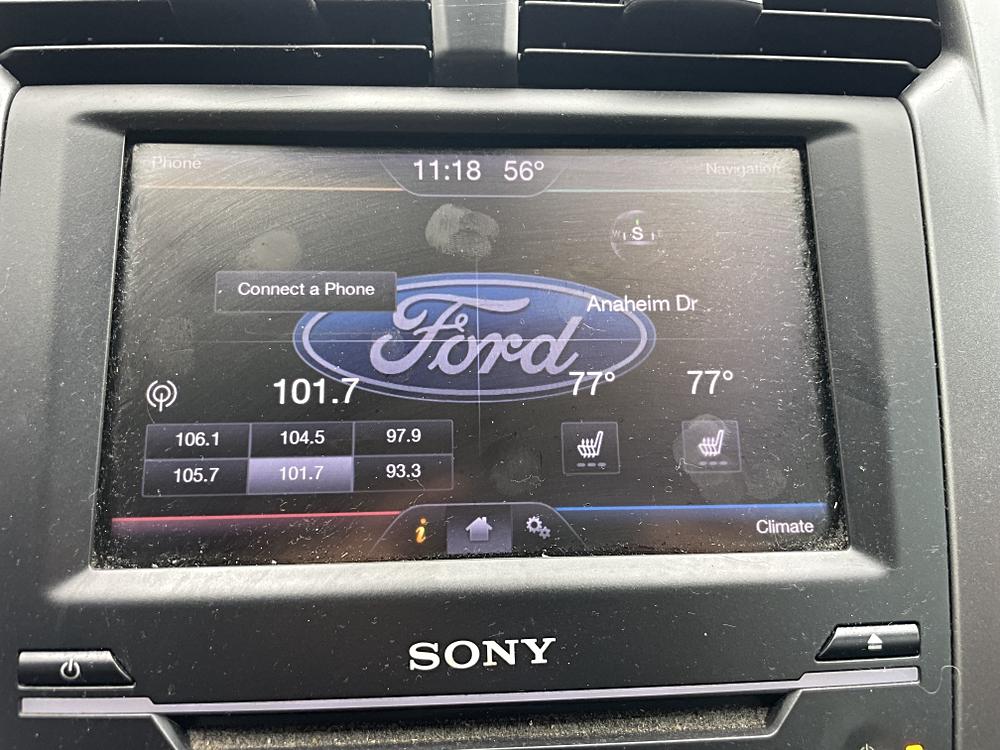 Phone
11:18 56°
Navigation
W S E
Connect a Phone
Anaheim Dr
Ford
101.7
77° 77°
106.1 104.5 97.9
105.7 101.7 93.3
i
Climate
SONY